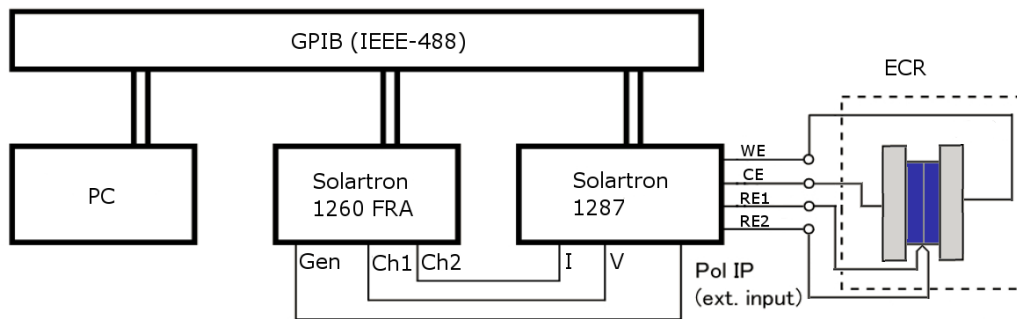 GPIB (IEEE-488)
ECR
PC
Solartron
1260 FRA
Solartron
1287
WE
CE
RE1
RE2
Gen
Ch1
Ch2
I
V
Pol IP
(ext. input)